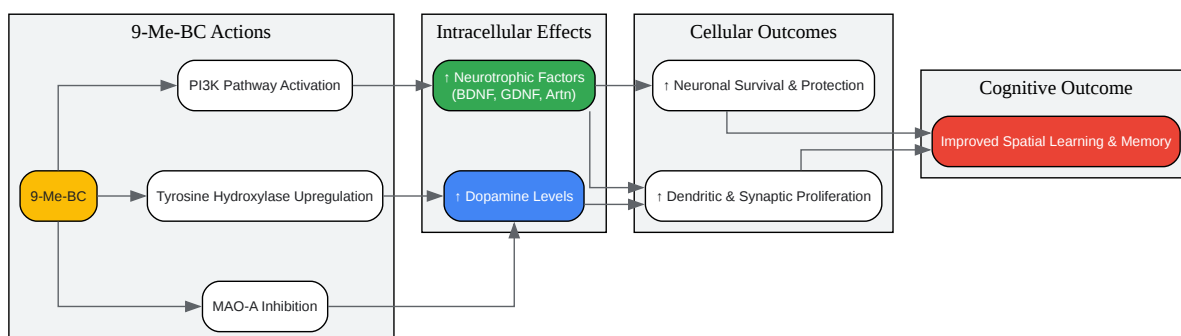 9-Me-BC Actions
Intracellular Effects
Cellular Outcomes
Cognitive Outcome
PI3K Pathway Activation
↑ Neurotrophic Factors
(BDNF, GDNF, Artn)
↑ Neuronal Survival & Protection
Improved Spatial Learning & Memory
9-Me-BC
Tyrosine Hydroxylase Upregulation
↑ Dopamine Levels
↑ Dendritic & Synaptic Proliferation
MAO-A Inhibition